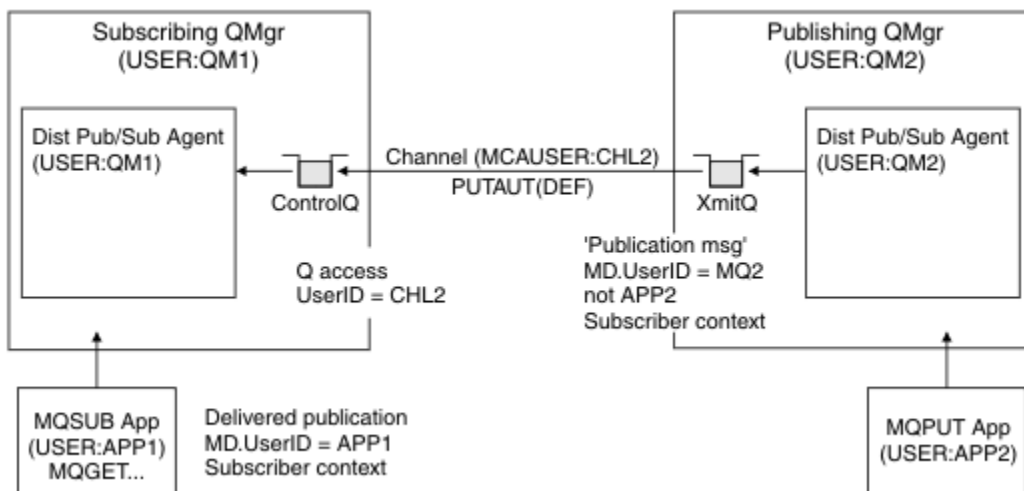 Subscribing QMgr
(USER:QM1)
Dist Pub/Sub Agent
(USER:QM1)
ControlQ
Q access
UserID = CHL2
Channel (MCAUSER:CHL2)
PUTAUT(DEF)
Publishing QMgr
(USER:QM2)
Dist Pub/Sub Agent
(USER:QM2)
XmitQ
'Publication msg'
MD.UserID = MQ2
not APP2
Subscriber context
MQSUB App
(USER:APP1)
MQGET...
Delivered publication
MD.UserID = APP1
Subscriber context
MQPUT App
(USER:APP2)